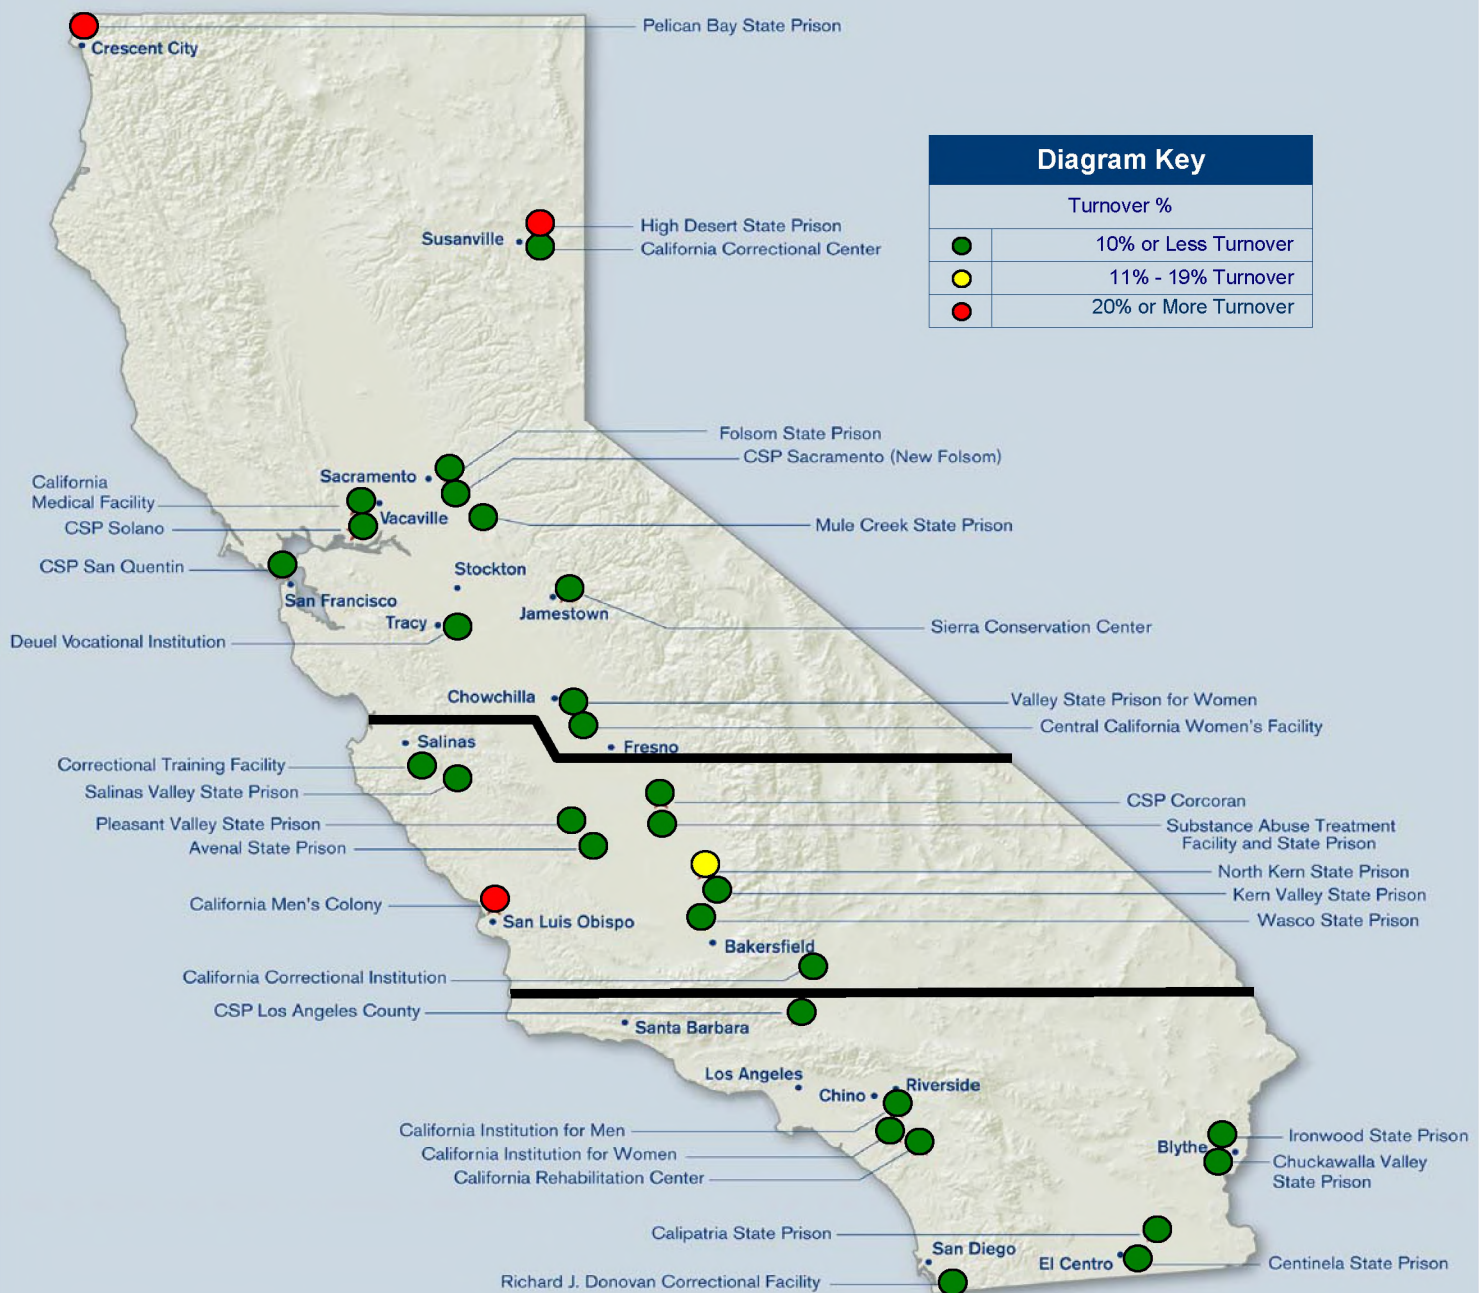 Pelican Bay State Prison
Crescent City
Diagram Key
Turnover %
10% or Less Turnover
11% - 19% Turnover
20% or More Turnover
High Desert State Prison
Susanville
California Correctional Center
Folsom State Prison
CSP Sacramento (New Folsom)
Sacramento
California
Medical Facility
Vacaville
CSP Solano
Mule Creek State Prison
CSP San Quentin
Stockton
San Francisco
Jamestown
Tracy
Sierra Conservation Center
Deuel Vocational Institution
Chowchilla
Valley State Prison for Women
Central California Women's Facility
Salinas
Fresno
Correctional Training Facility
Salinas Valley State Prison
CSP Corcoran
Pleasant Valley State Prison
Substance Abuse Treatment
Facility and State Prison
Avenal State Prison
North Kern State Prison
Kern Valley State Prison
California Men's Colony
San Luis Obispo
Wasco State Prison
Bakersfield
California Correctional Institution
CSP Los Angeles County
Santa Barbara
Los Angeles
Riverside
Chino
California Institution for Men
California Institution for Women
California Rehabilitation Center
Ironwood State Prison
Blythe
Chuckawalla Valley
State Prison
Calipatria State Prison
San Diego
El Centro
Centinela State Prison
Richard J. Donovan Correctional Facility